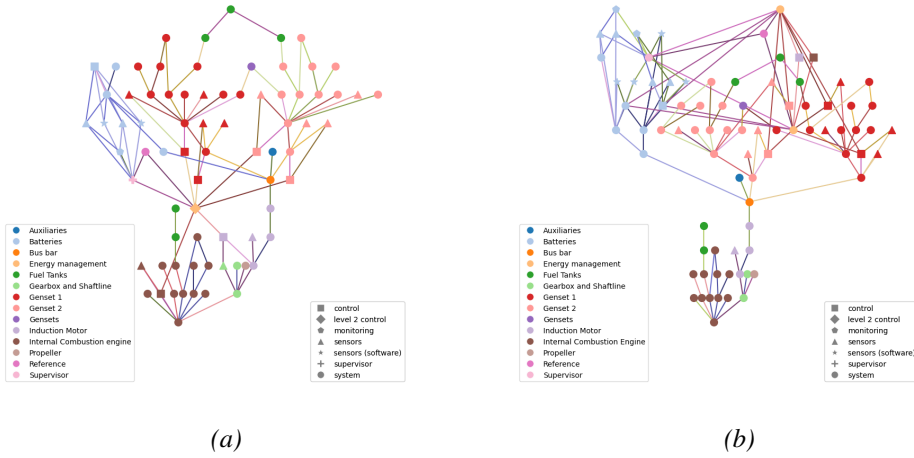 Auxiliaries
Batteries
Bus bar
Energy management
Fuel Tanks
Gearbox and Shaftline
Genset 1
Genset 2
Gensets
Induction Motor
Internal Combustion engine
Propeller
Reference
Supervisor
control
level 2 control
monitoring
sensors
sensors (software)
supervisor
system
(a)
Auxiliaries
Batteries
Bus bar
Energy management
Fuel Tanks
Gearbox and Shaftline
Genset 1
Genset 2
Gensets
Induction Motor
Internal Combustion Engine
Propeller
Reference
Supervisor
control
level 2 control
monitoring
sensors
sensors (software)
supervisor
system
(b)